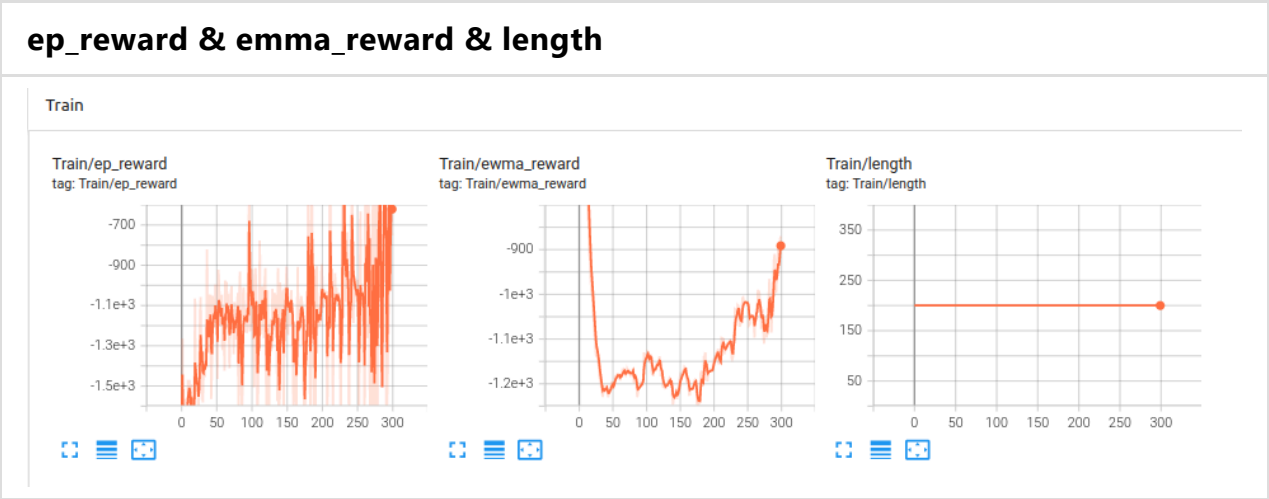 ep_reward & emma_reward & length
Train
Train/ep_reward
tag: Train/ep_reward
-700
-900
-1.1e+3
-1.3e+3
-1.5e+3
0 50 100 150 200 250 300
Train/ewma_reward
tag: Train/ewma_reward
-900
-1e+3
-1.1e+3
-1.2e+3
0 50 100 150 200 250 300
Train/length
tag: Train/length
350
250
150
50
0 50 100 150 200 250 300